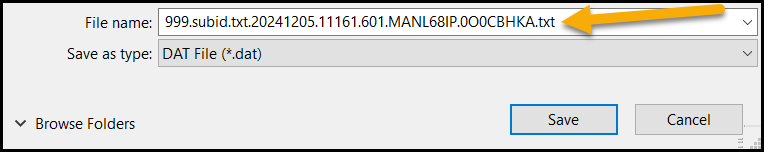 File name: 999.subid.txt.20241205.11161.601.MANL68IP.0O0CBHKA.txt
Save as type: DAT File (*.dat)
Browse Folders Save Cancel